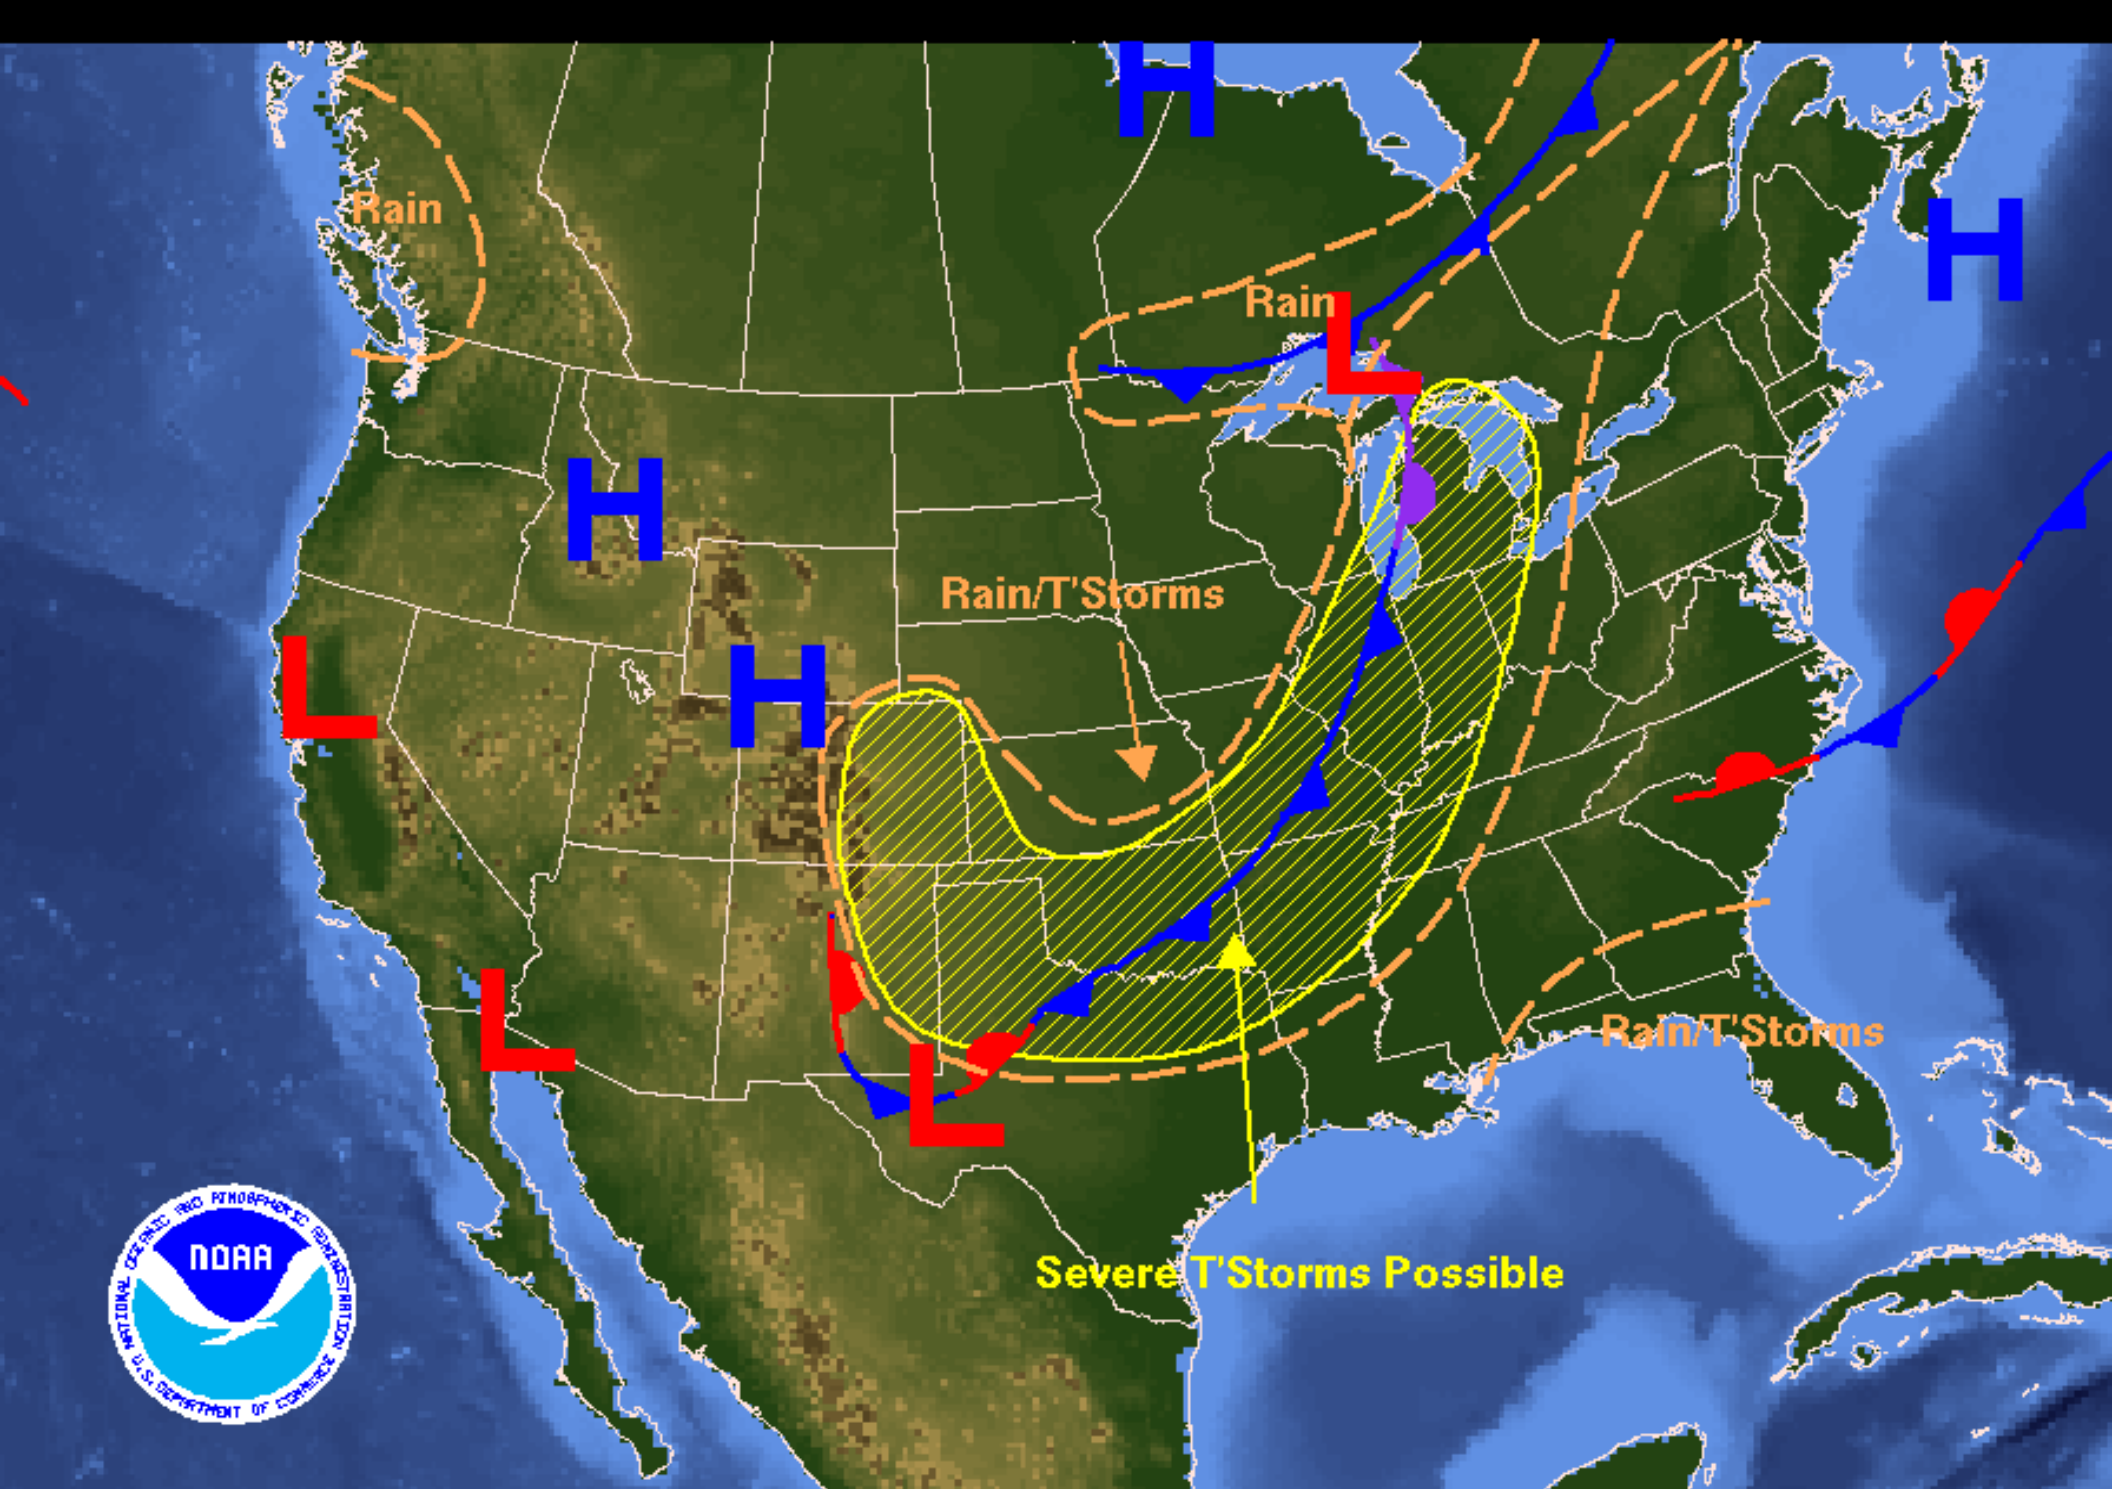 H
Rain
H
Rain
L
H
Rain/T'Storms
L
H
L
Rain/T'Storms
L
NATIONAL OCEANIC AND ATMOSPHERIC ADMINISTRATION
NOAA
U.S. DEPARTMENT OF COMMERCE
Severe T'Storms Possible